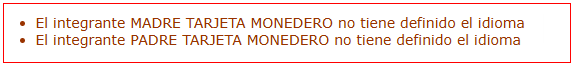 • El integrante MADRE TARJETA MONEDERO no tiene definido el idioma
• El integrante PADRE TARJETA MONEDERO no tiene definido el idioma